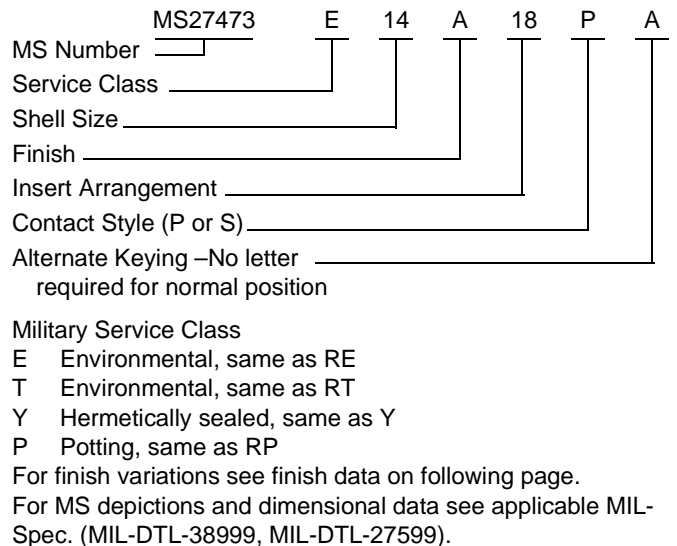 MS27473 E 14 A 18 P A
MS Number
Service Class
Shell Size
Finish
Insert Arrangement
Contact Style (P or S)
Alternate Keying –No letter
required for normal position
Military Service Class
E Environmental, same as RE
T Environmental, same as RT
Y Hermetically sealed, same as Y
P Potting, same as RP
For finish variations see finish data on following page.
For MS depictions and dimensional data see applicable MIL-
Spec. (MIL-DTL-38999, MIL-DTL-27599).